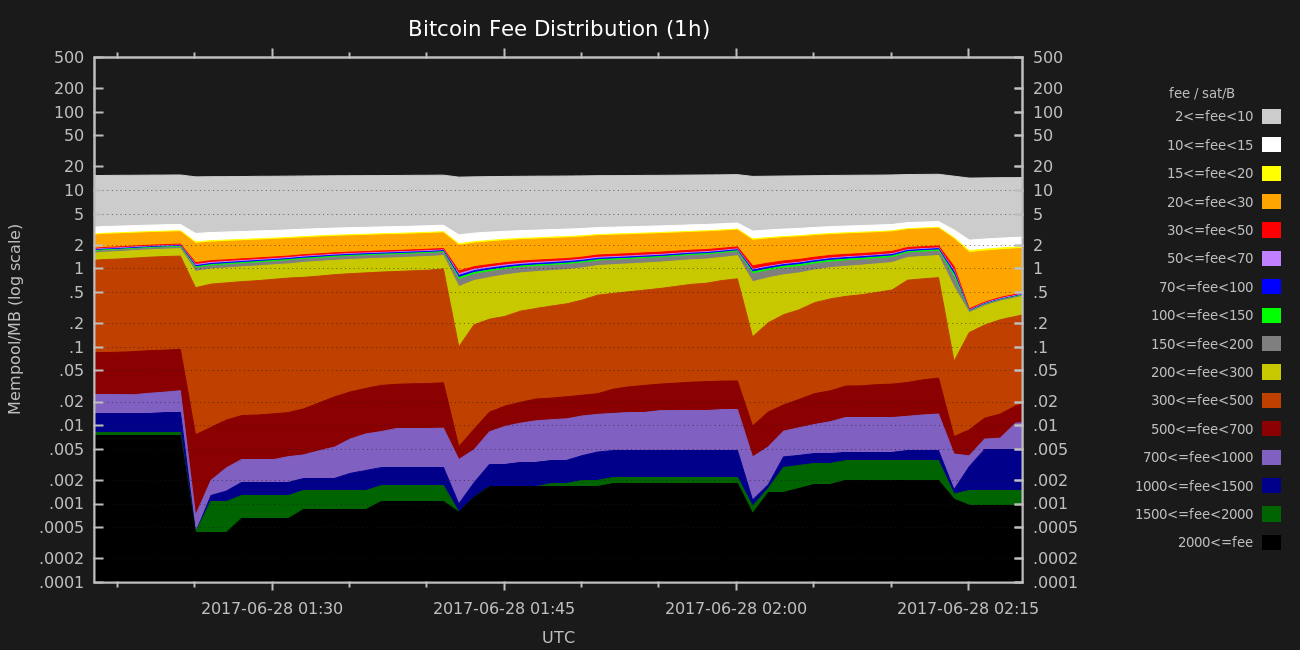 Bitcoin Fee Distribution (1h)
500
200
100
50
20
10
5
2
1
.5
.2
.1
.05
.02
.01
.005
.002
.001
.0005
.0002
.0001
Mempool/MB (log scale)
500
200
100
50
20
10
5
2
1
.5
.2
.1
.05
.02
.01
.005
.002
.001
.0005
.0002
.0001
2017-06-28 01:30
2017-06-28 01:45
2017-06-28 02:00
2017-06-28 02:15
UTC
fee / sat/B
2<=fee<10
10<=fee<15
15<=fee<20
20<=fee<30
30<=fee<50
50<=fee<70
70<=fee<100
100<=fee<150
150<=fee<200
200<=fee<300
300<=fee<500
500<=fee<700
700<=fee<1000
1000<=fee<1500
1500<=fee<2000
2000<=fee